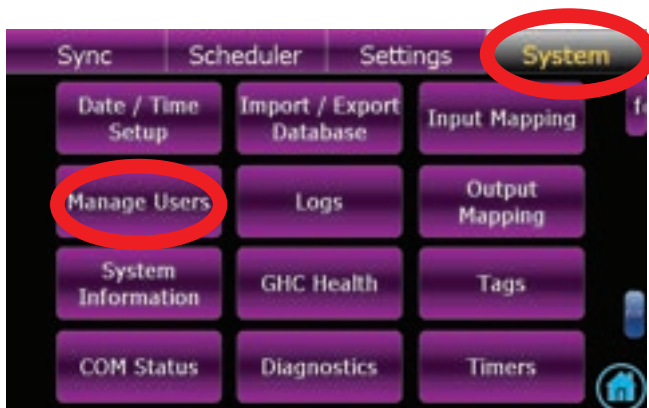 Sync Scheduler Settings System
Date / Time
Setup
Import / Export
Database
Input Mapping
Manage Users
Logs
Output
Mapping
System
Information
GHC Health
Tags
COM Status
Diagnostics
Timers